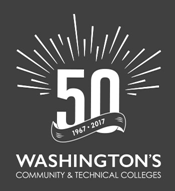 50
1967 • 2017
WASHINGTON'S
COMMUNITY & TECHNICAL COLLEGES